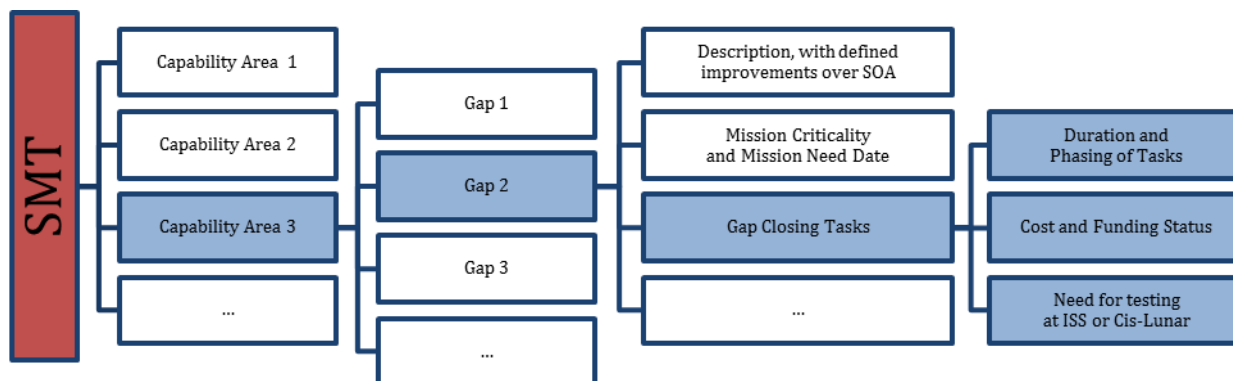 SMT
Capability Area 1
Capability Area 2
Capability Area 3
...
Gap 1
Gap 2
Gap 3
...
Description, with defined
improvements over SOA
Mission Criticality
and Mission Need Date
Gap Closing Tasks
...
Duration and
Phasing of Tasks
Cost and Funding Status
Need for testing
at ISS or Cis-Lunar